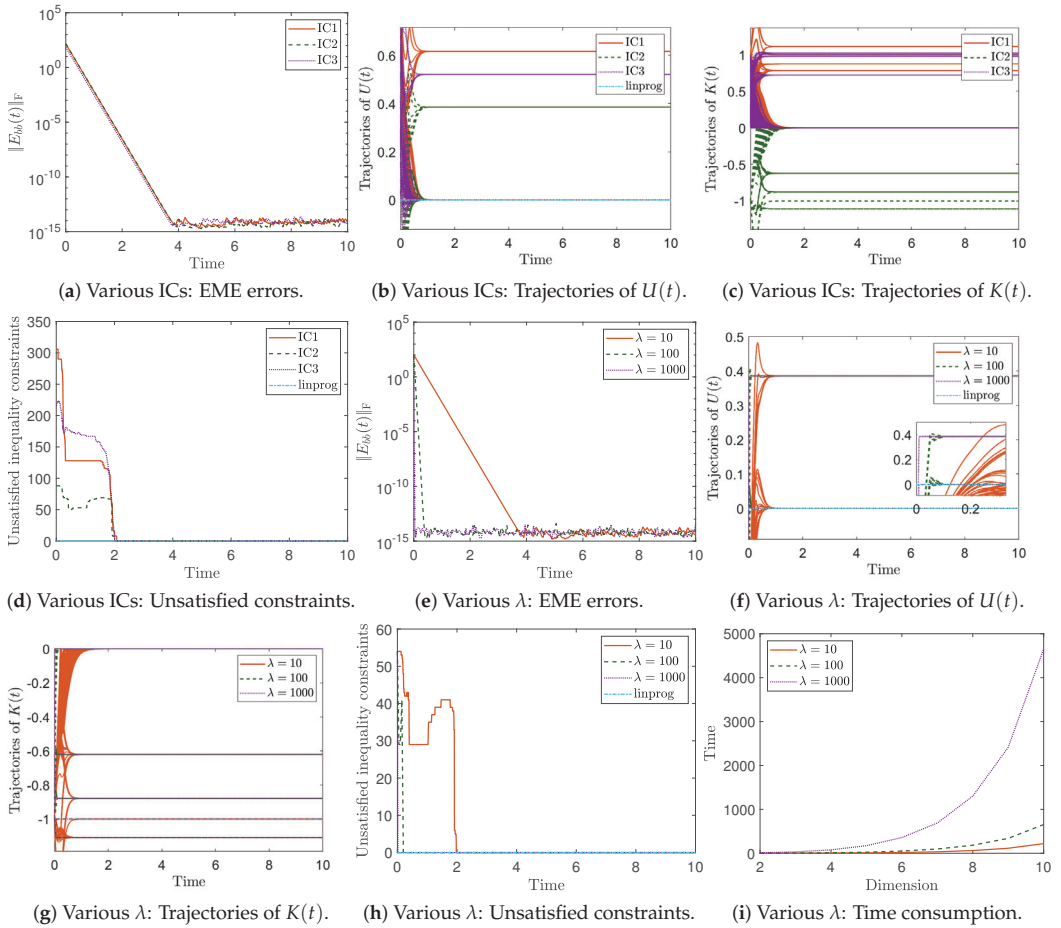 10^5
10^0
10^-5
10^-10
10^-15
‖E_bb(t)‖_F
IC1
IC2
IC3
0 2 4 6 8 10
Time
(a) Various ICs: EME errors.
0.6
0.4
0.2
0
Trajectories of U(t)
IC1
IC2
IC3
linprog
0 2 4 6 8 10
Time
(b) Various ICs: Trajectories of U(t).
1
0.5
0
-0.5
-1
Trajectories of K(t)
IC1
IC2
IC3
0 2 4 6 8 10
Time
(c) Various ICs: Trajectories of K(t).
350
300
250
200
150
100
50
0
Unsatisfied inequality constraints
IC1
IC2
IC3
linprog
0 2 4 6 8 10
Time
(d) Various ICs: Unsatisfied constraints.
10^5
10^0
10^-5
10^-10
10^-15
‖E_bb(t)‖_F
λ = 10
λ = 100
λ = 1000
0 2 4 6 8 10
Time
(e) Various λ: EME errors.
0.5
0.4
0.3
0.2
0.1
0
Trajectories of U(t)
λ = 10
λ = 100
λ = 1000
linprog
0.4
0.2
0
0 0.2
0 2 4 6 8 10
Time
(f) Various λ: Trajectories of U(t).
0
-0.2
-0.4
-0.6
-0.8
-1
Trajectories of K(t)
λ = 10
λ = 100
λ = 1000
0 2 4 6 8 10
Time
(g) Various λ: Trajectories of K(t).
60
50
40
30
20
10
0
Unsatisfied inequality constraints
λ = 10
λ = 100
λ = 1000
linprog
0 2 4 6 8 10
Time
(h) Various λ: Unsatisfied constraints.
5000
4000
3000
2000
1000
0
Time
λ = 10
λ = 100
λ = 1000
2 4 6 8 10
Dimension
(i) Various λ: Time consumption.